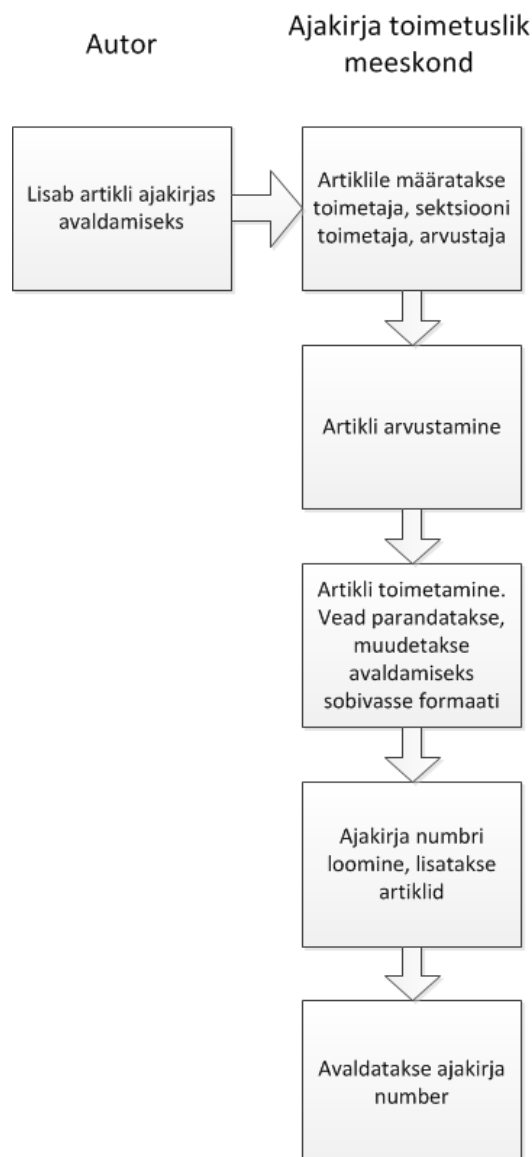 Autor
Ajakirja toimetuslik
meeskond
Lisab artikli ajakirjas
avaldamiseks
Artiklile määratakse
toimetaja, sektsiooni
toimetaja, arvustaja
Artikli arvustamine
Artikli toimetamine.
Vead parandatakse,
muudetakse
avaldamiseks
sobivasse formaati
Ajakirja numbri
loomine, lisatakse
artiklid
Avaldatakse ajakirja
number